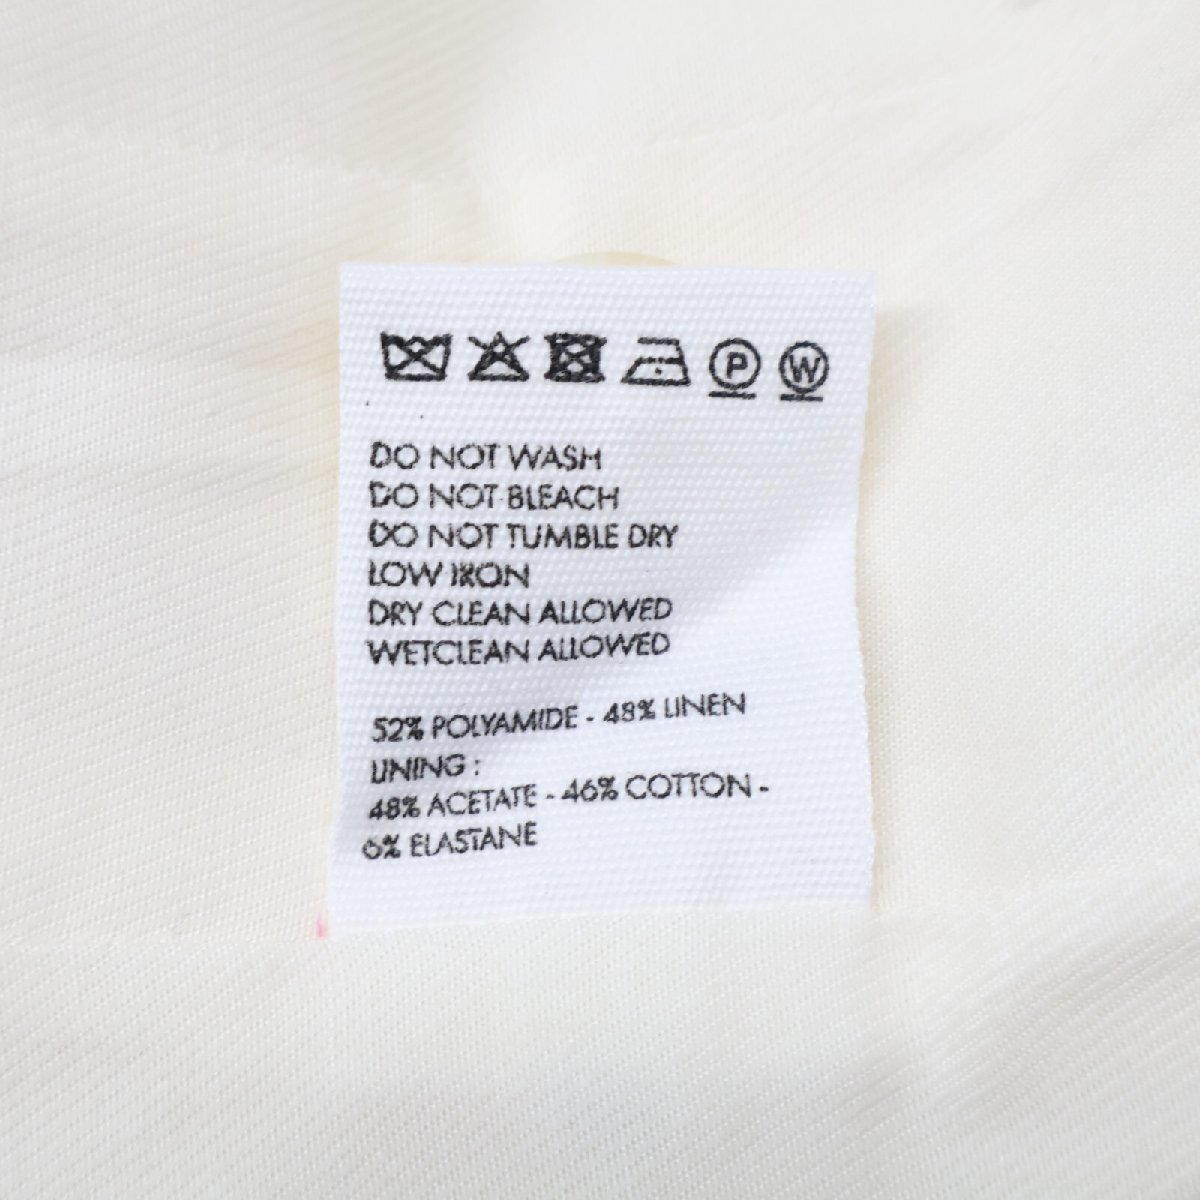 P W
DO NOT WASH
DO NOT BLEACH
DO NOT TUMBLE DRY
LOW IRON
DRY CLEAN ALLOWED
WETCLEAN ALLOWED
52% POLYAMIDE - 48% LINEN
LINING :
48% ACETATE - 46% COTTON -
6% ELASTANE